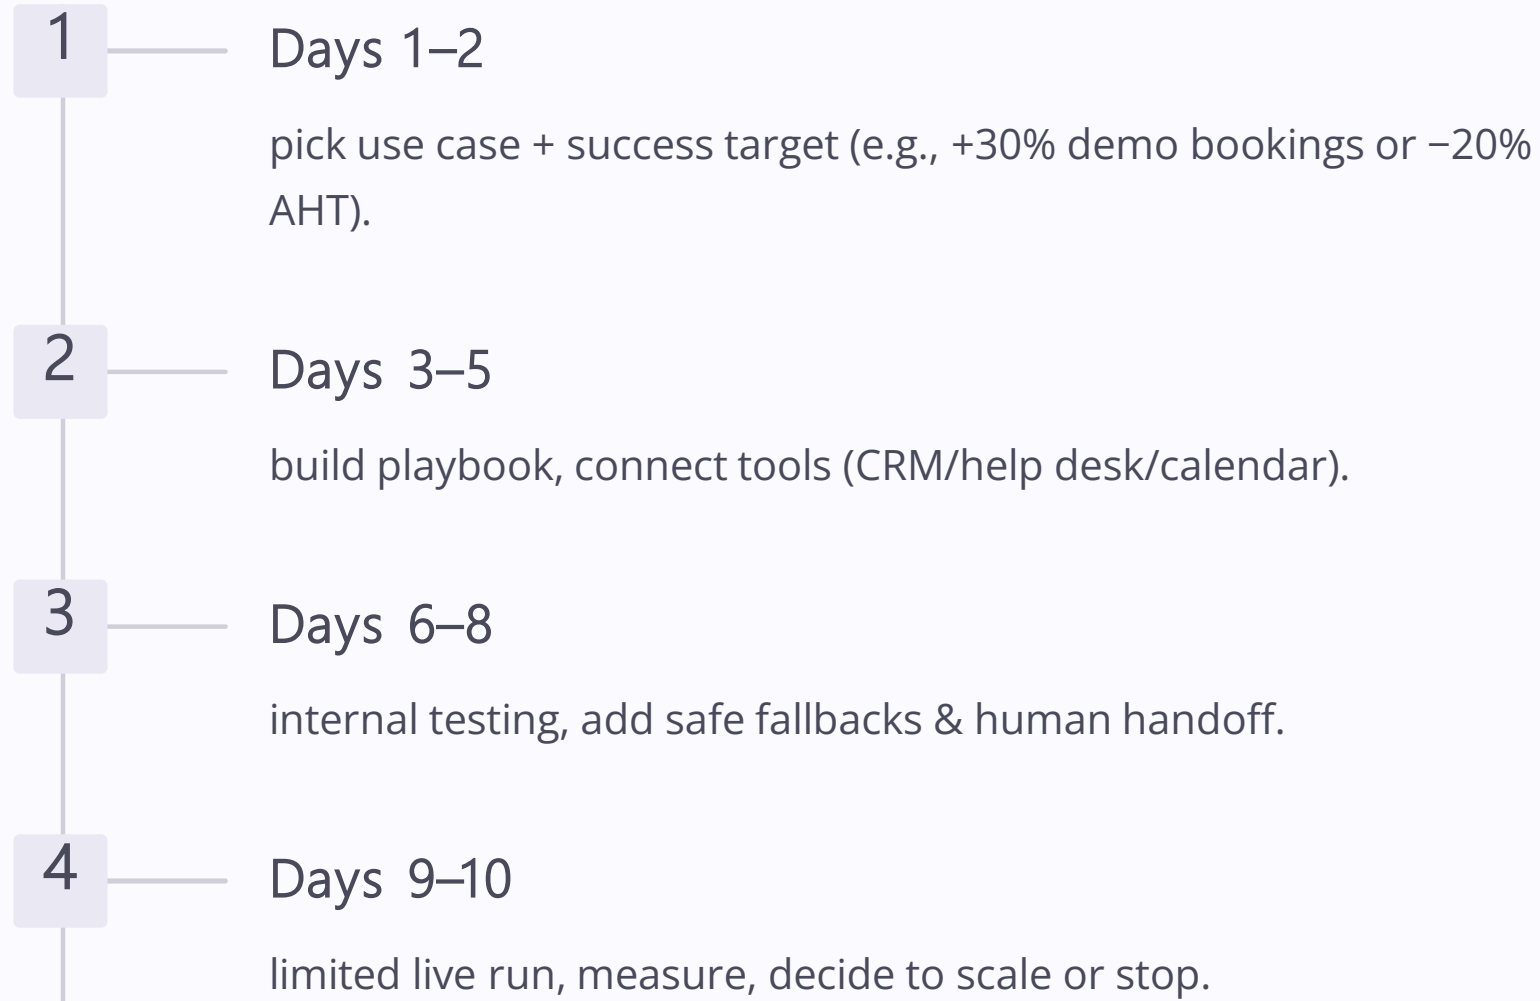 1
Days 1–2
pick use case + success target (e.g., +30% demo bookings or −20%
AHT).
2
Days 3–5
build playbook, connect tools (CRM/help desk/calendar).
3
Days 6–8
internal testing, add safe fallbacks & human handoff.
4
Days 9–10
limited live run, measure, decide to scale or stop.